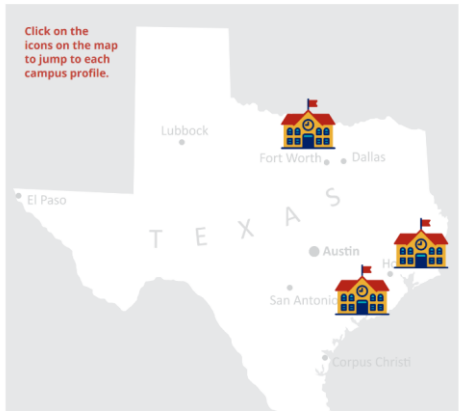 Click on the
icons on the map
to jump to each
campus profile.
Lubbock
Fort Worth
Dallas
El Paso
TEXAS
Austin
San Antonio
Corpus Christi